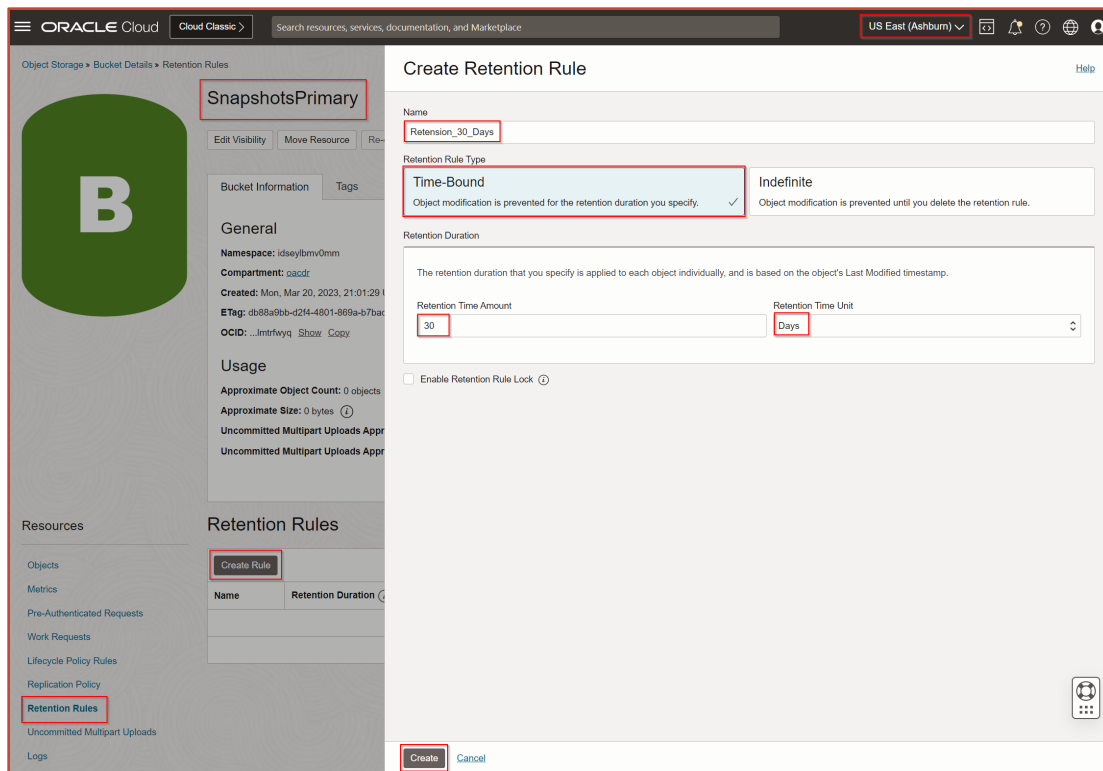 ORACLE Cloud
Cloud Classic >
Search resources, services, documentation, and Marketplace
US East (Ashburn)
Object Storage » Bucket Details » Retention Rules
B
SnapshotsPrimary
Edit Visibility
Move Resource
Bucket Information
Tags
General
Namespace: idseylbmv0mm
Compartment: oacdr
Created: Mon, Mar 20, 2023, 21:01:29
ETag: db88a9bb-d2f4-4801-869a-b7bac
OCID: ...lmtrfwyq Show Copy
Usage
Approximate Object Count: 0 objects
Approximate Size: 0 bytes
Uncommitted Multipart Uploads Appr
Uncommitted Multipart Uploads Appr
Resources
Objects
Metrics
Pre-Authenticated Requests
Work Requests
Lifecycle Policy Rules
Replication Policy
Retention Rules
Uncommitted Multipart Uploads
Logs
Retention Rules
Create Rule
Name
Retention Duration
Create Retention Rule
Help
Name
Retension_30_Days
Retention Rule Type
Time-Bound
Object modification is prevented for the retention duration you specify.
Indefinite
Object modification is prevented until you delete the retention rule.
Retention Duration
The retention duration that you specify is applied to each object individually, and is based on the object's Last Modified timestamp.
Retention Time Amount
30
Retention Time Unit
Days
Enable Retention Rule Lock
Create
Cancel